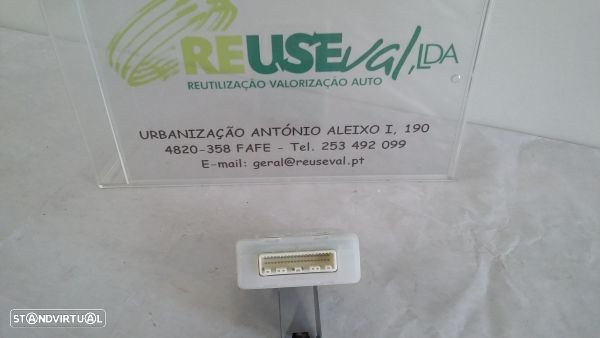 REUSEval, LDA
REUTILIZAÇÃO VALORIZAÇÃO AUTO
URBANIZAÇÃO ANTÓNIO ALEIXO I, 190
4820-358 FAFE - Tel. 253 492 099
E-mail: geral@reuseval.pt
STANDVIRTUAL